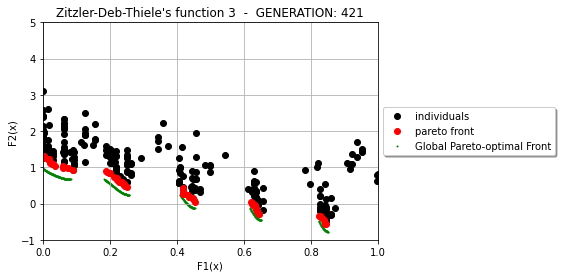 Zitzler-Deb-Thiele's function 3 - GENERATION: 421
F2(x)
5
4
3
2
1
0
−1
0.0 0.2 0.4 0.6 0.8 1.0
F1(x)
individuals
pareto front
Global Pareto-optimal Front